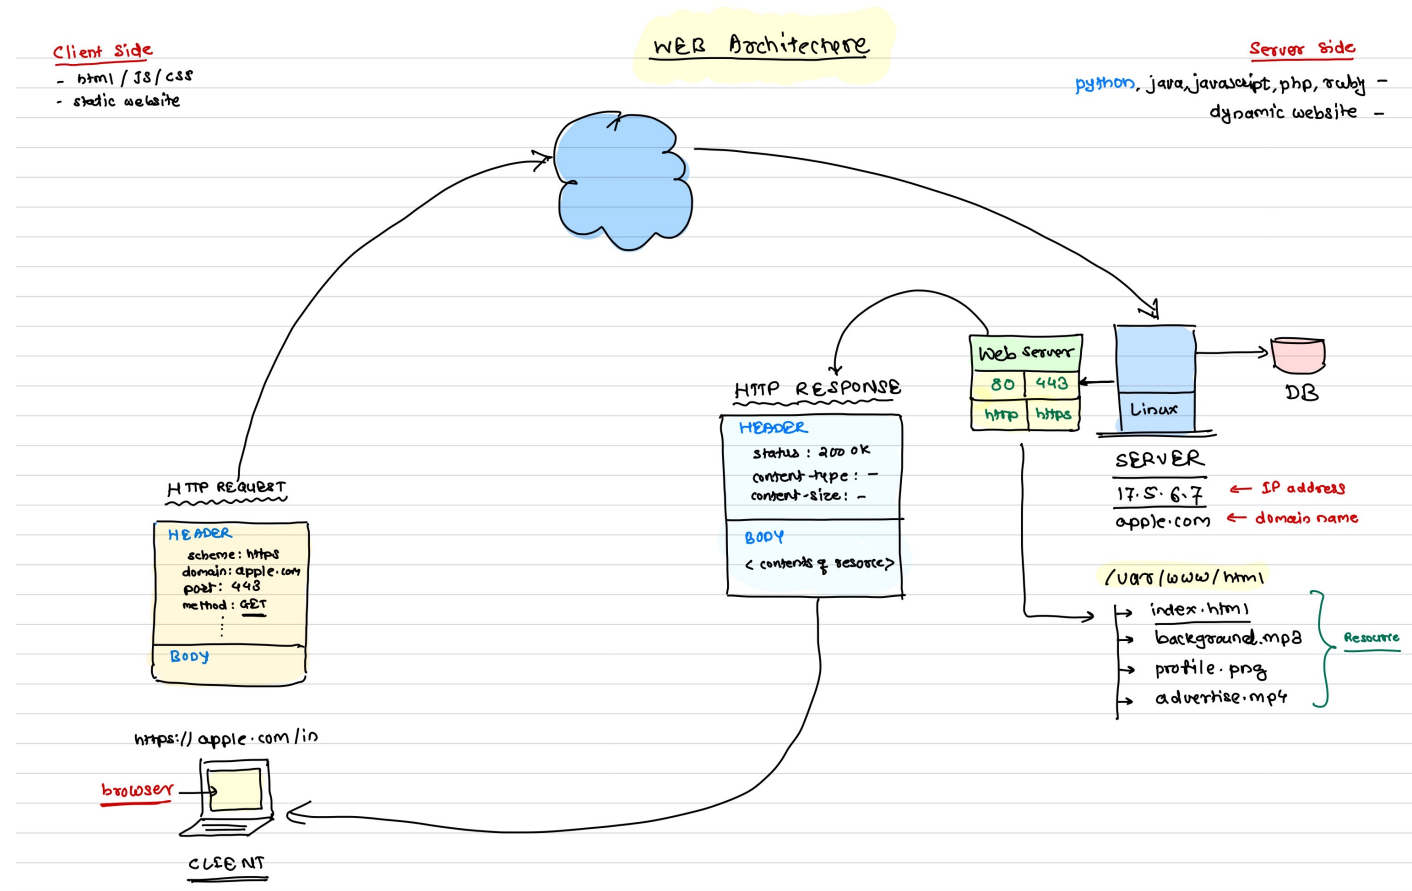 WEB Architecture
Client Side
- html / JS / css
- static website
Server side
python, java, javascript, php, ruby -
dynamic website -
HTTP REQUEST
HEADER
scheme: https
domain: apple.com
port: 443
method: GET
BODY
https:// apple.com /in
browser
CLIENT
HTTP RESPONSE
HEADER
status : 200 OK
content-type : -
content-size : -
BODY
< contents of resource>
Web server
80 443
http https
Linux
DB
SERVER
17.5.6.7 ← IP address
apple.com ← domain name
/var/www/html
index.html
background.mp3
profile.png
advertise.mp4
Resource